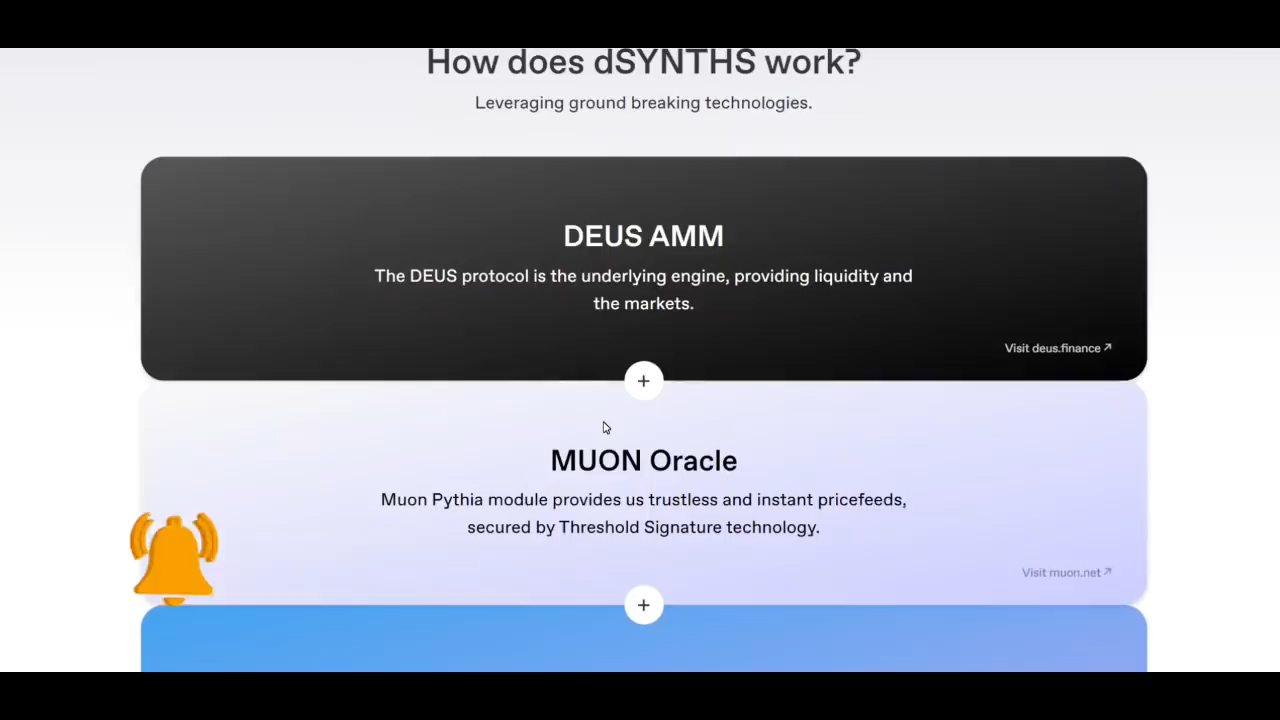 How does dSYNTHS work?
Leveraging ground breaking technologies.
DEUS AMM
The DEUS protocol is the underlying engine, providing liquidity and
the markets.
Visit deus.finance ↗
+
MUON Oracle
Muon Pythia module provides us trustless and instant pricefeeds,
secured by Threshold Signature technology.
Visit muon.net ↗
+